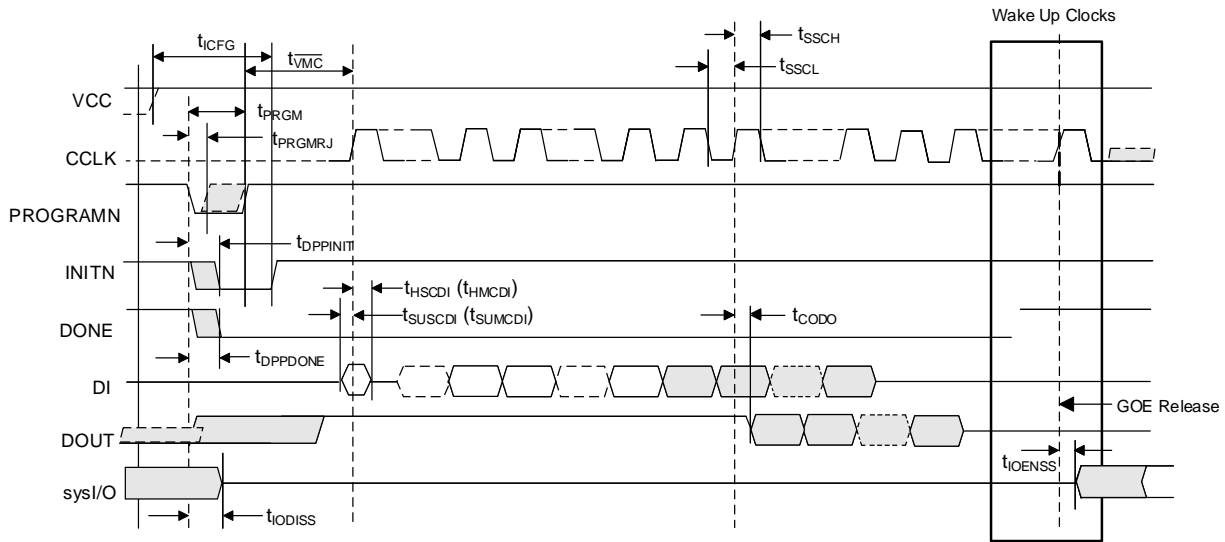 Wake Up Clocks
tICFG
tVMC
tSSCH
tSSCL
VCC
tPRGM
tPRGMRJ
CCLK
PROGRAMN
tDPPINIT
INITN
tHSCDI (tHMCDI)
tSUSCDI (tSUMCDI)
tCODO
DONE
tDPPDONE
DI
GOE Release
DOUT
tIOENSS
sysI/O
tIODISS